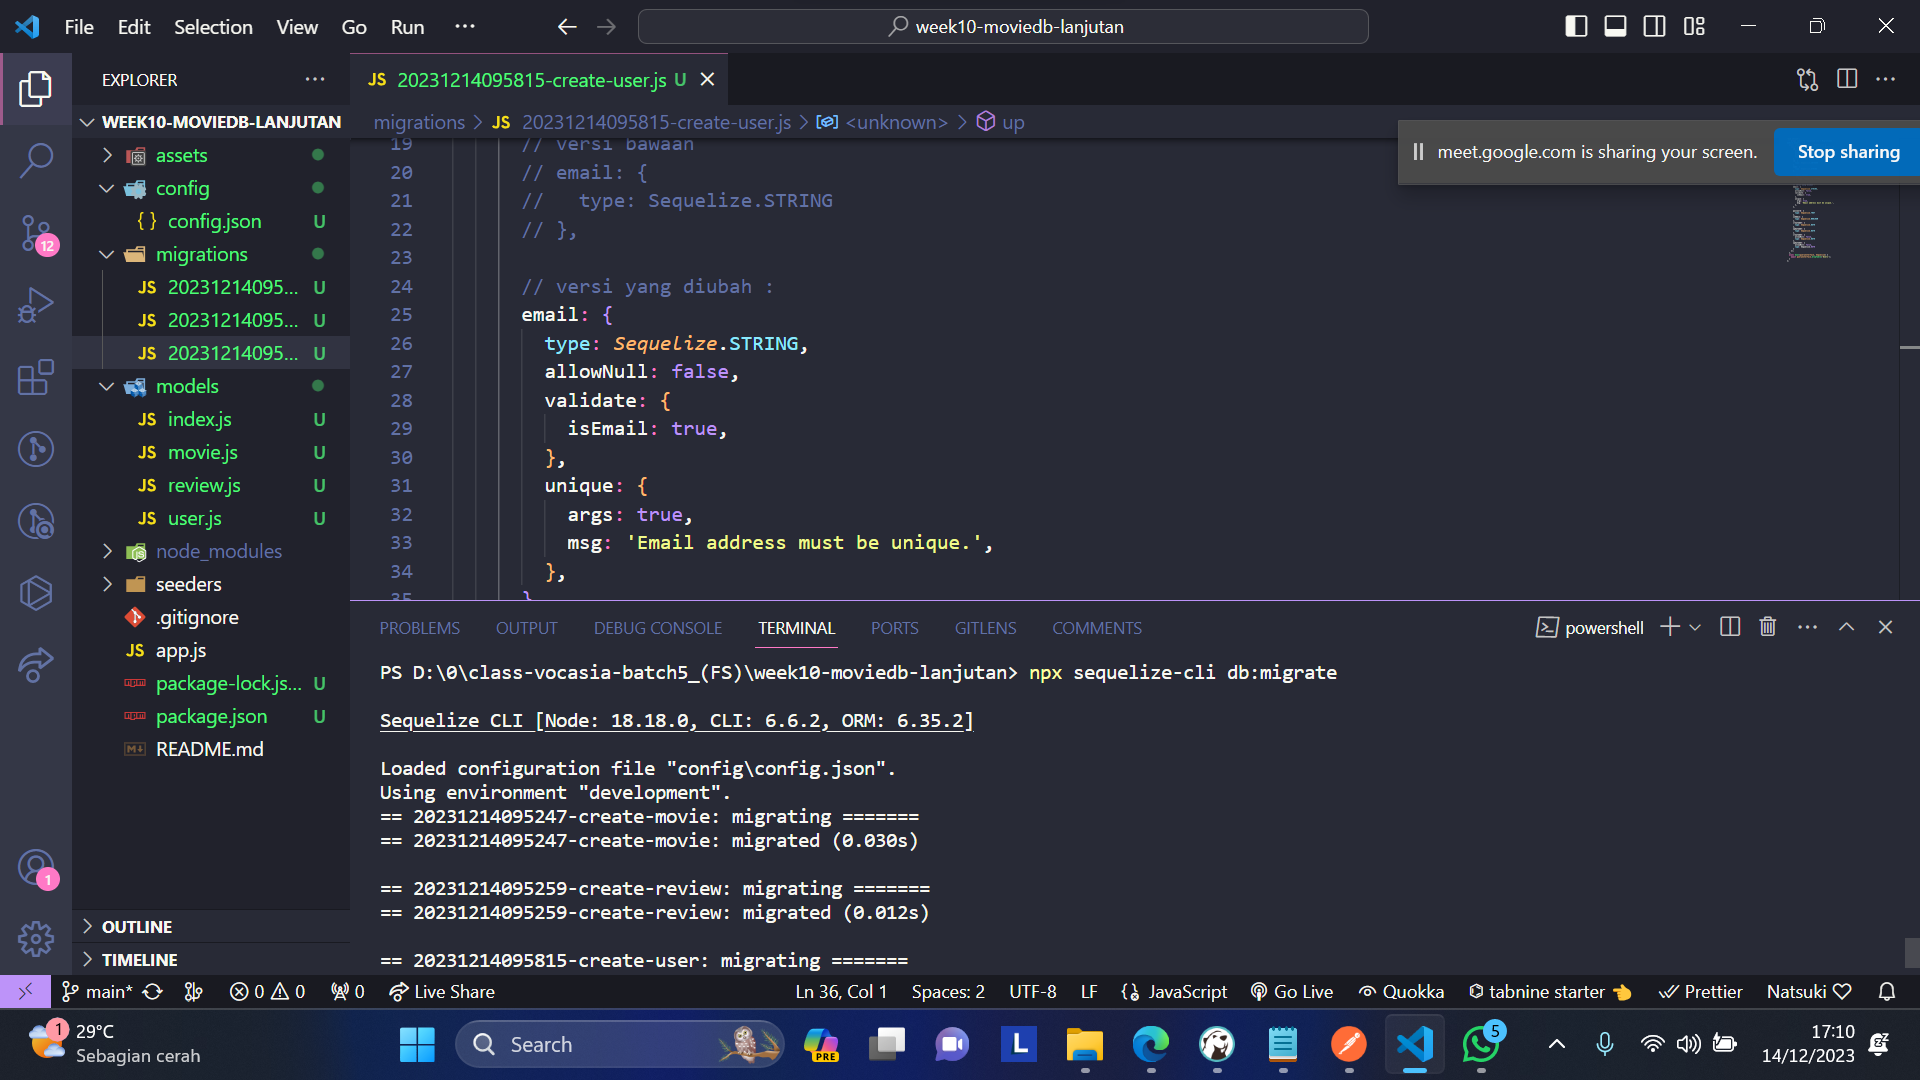 File Edit Selection View Go Run ···
week10-moviedb-lanjutan
EXPLORER
WEEK10-MOVIEDB-LANJUTAN
assets
config
{ } config.json U
migrations
JS 20231214095... U
JS 20231214095... U
JS 20231214095... U
models
JS index.js U
JS movie.js U
JS review.js U
JS user.js U
node_modules
seeders
.gitignore
JS app.js
package-lock.js... U
package.json U
README.md
OUTLINE
TIMELINE
12
1
JS 20231214095815-create-user.js U
migrations > JS 20231214095815-create-user.js > <unknown> > up
meet.google.com is sharing your screen.
Stop sharing
19 // versi bawaan
20 // email: {
21 //   type: Sequelize.STRING
22 // },
23
24 // versi yang diubah :
25 email: {
26 type: Sequelize.STRING,
27 allowNull: false,
28 validate: {
29 isEmail: true,
30 },
31 unique: {
32 args: true,
33 msg: 'Email address must be unique.',
34 },
35 }
PROBLEMS OUTPUT DEBUG CONSOLE TERMINAL PORTS GITLENS COMMENTS
powershell
PS D:\0\class-vocasia-batch5_(FS)\week10-moviedb-lanjutan> npx sequelize-cli db:migrate
Sequelize CLI [Node: 18.18.0, CLI: 6.6.2, ORM: 6.35.2]
Loaded configuration file "config\config.json".
Using environment "development".
== 20231214095247-create-movie: migrating =======
== 20231214095247-create-movie: migrated (0.030s)
== 20231214095259-create-review: migrating =======
== 20231214095259-create-review: migrated (0.012s)
== 20231214095815-create-user: migrating =======
main* 0 0 0 Live Share
Ln 36, Col 1 Spaces: 2 UTF-8 LF {} JavaScript Go Live Quokka tabnine starter Prettier Natsuki
1
29°C
Sebagian cerah
Search
PRE
L
5
17:10
14/12/2023